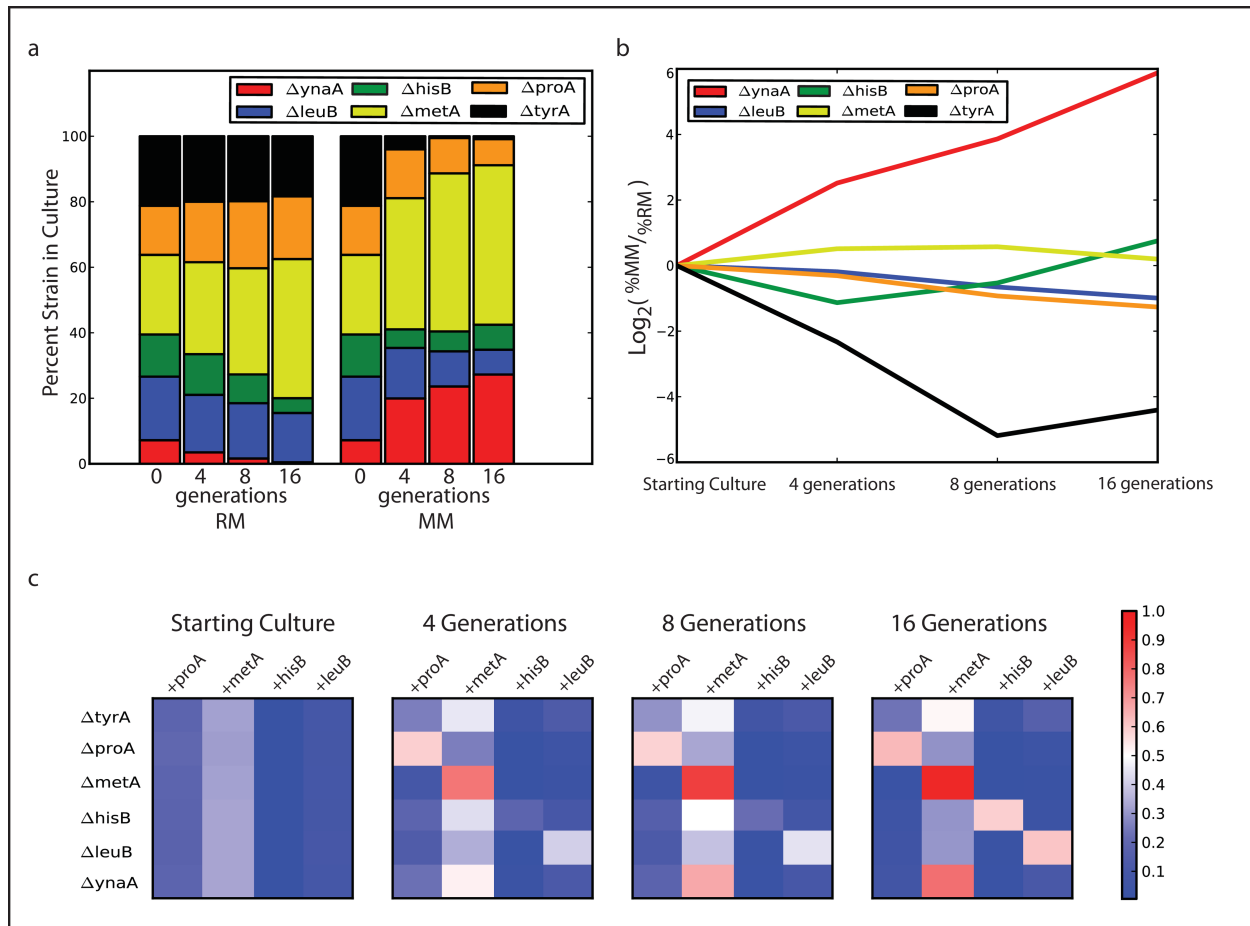 a
ΔynaA ΔhisB ΔproA
ΔleuB ΔmetA ΔtyrA
Percent Strain in Culture
100
80
60
40
20
0
0 4 8 16 0 4 8 16
generations generations
RM MM
b
ΔynaA ΔhisB ΔproA
ΔleuB ΔmetA ΔtyrA
Log2( %MM/%RM )
6
4
2
0
−2
−4
−6
Starting Culture 4 generations 8 generations 16 generations
c
Starting Culture 4 Generations 8 Generations 16 Generations
+proA +metA +hisB +leuB +proA +metA +hisB +leuB +proA +metA +hisB +leuB +proA +metA +hisB +leuB
ΔtyrA
ΔproA
ΔmetA
ΔhisB
ΔleuB
ΔynaA
1.0
0.9
0.8
0.7
0.6
0.5
0.4
0.3
0.2
0.1